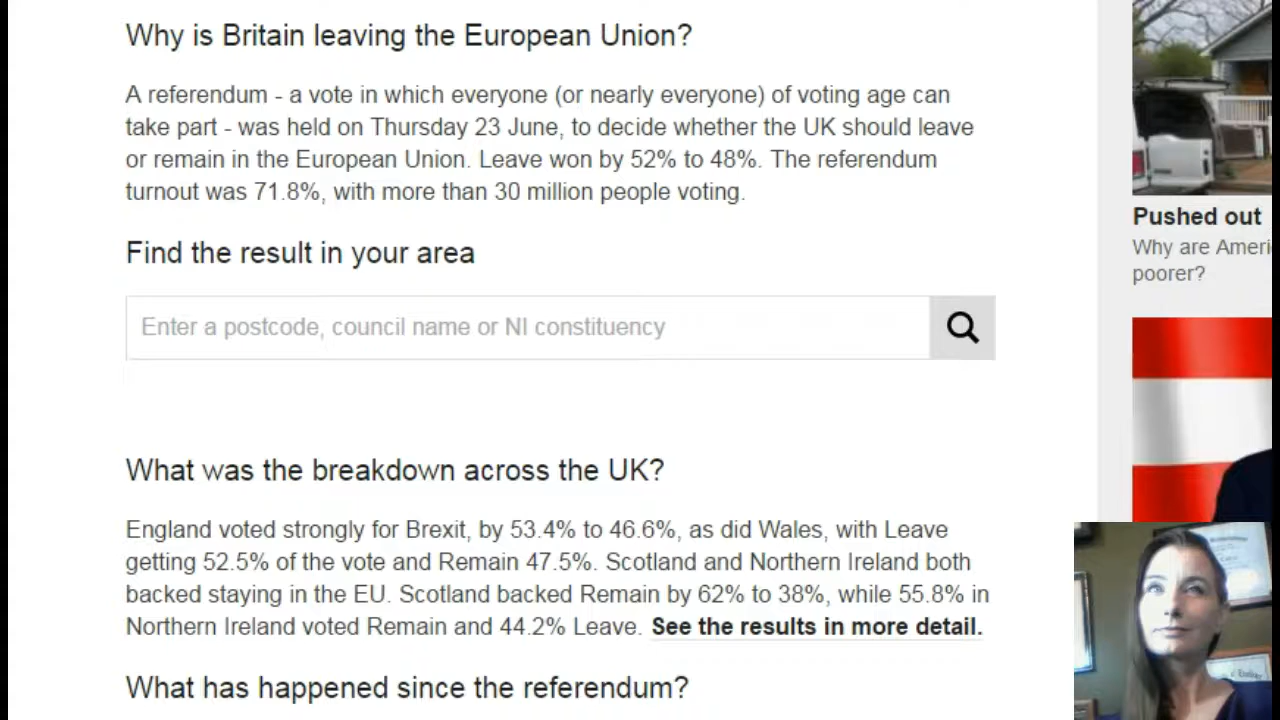 Why is Britain leaving the European Union?
A referendum - a vote in which everyone (or nearly everyone) of voting age can
take part - was held on Thursday 23 June, to decide whether the UK should leave
or remain in the European Union. Leave won by 52% to 48%. The referendum
turnout was 71.8%, with more than 30 million people voting.
Find the result in your area
Enter a postcode, council name or NI constituency
What was the breakdown across the UK?
England voted strongly for Brexit, by 53.4% to 46.6%, as did Wales, with Leave
getting 52.5% of the vote and Remain 47.5%. Scotland and Northern Ireland both
backed staying in the EU. Scotland backed Remain by 62% to 38%, while 55.8% in
Northern Ireland voted Remain and 44.2% Leave. See the results in more detail.
What has happened since the referendum?
Pushed out
Why are Ameri
poorer?